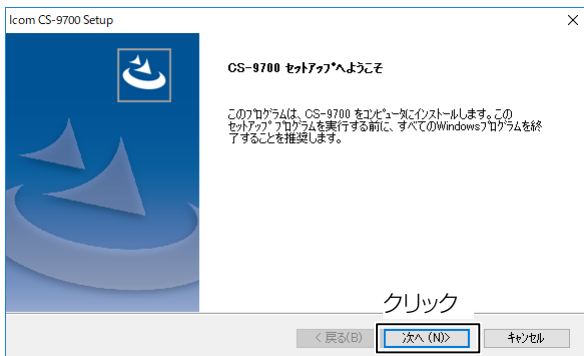 Icom CS-9700 Setup
CS-9700 ｾｯﾄｱｯﾌﾟへようこそ
このﾌﾟﾛｸﾞﾗﾑは、CS-9700 をｺﾝﾋﾟｭｰﾀにｲﾝｽﾄｰﾙします。この
ｾｯﾄｱｯﾌﾟ ﾌﾟﾛｸﾞﾗﾑを実行する前に、すべてのWindowsﾌﾟﾛｸﾞﾗﾑを終
了することを推奨します。
クリック
< 戻る(B)
次へ (N)>
ｷｬﾝｾﾙ